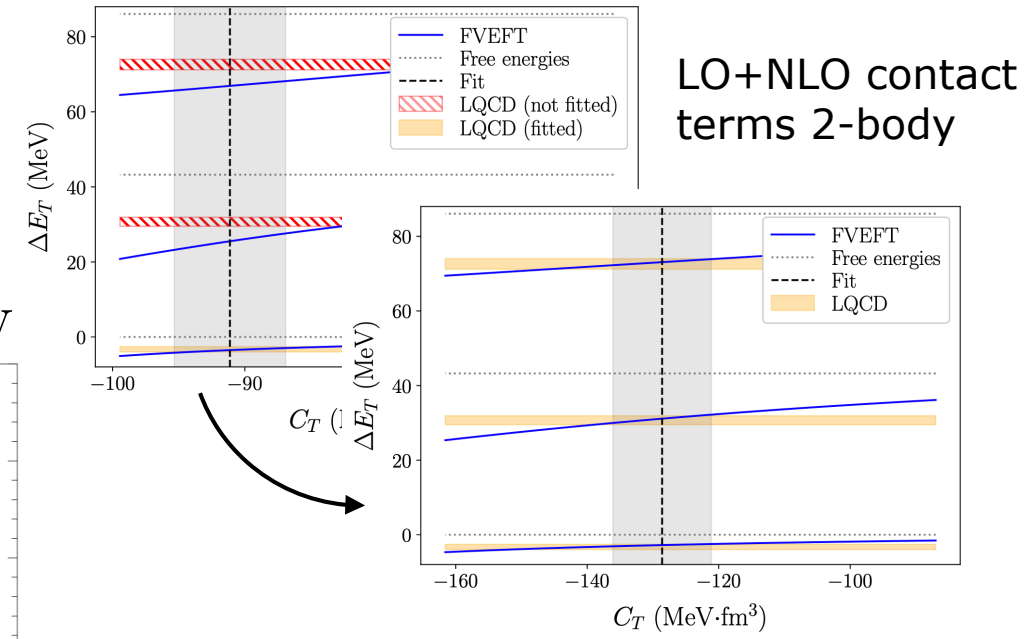 80
60
40
20
0
−100
−90
ΔE_T (MeV)
C_T
FVEFT
Free energies
Fit
LQCD (not fitted)
LQCD (fitted)
LO+NLO contact
terms 2-body
80
60
40
20
0
−160
−140
−120
−100
ΔE_T (MeV)
C_T (MeV·fm³)
FVEFT
Free energies
Fit
LQCD